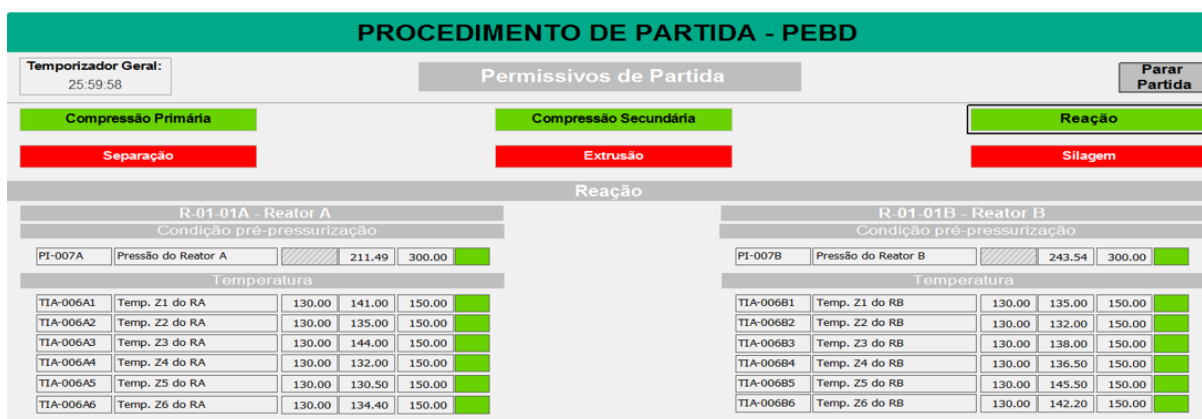 PROCEDIMENTO DE PARTIDA - PEBD
Temporizador Geral:
25:59:58
Permissivos de Partida
Parar
Partida
Compressão Primária
Compressão Secundária
Reação
Separação
Extrusão
Silagem
Reação
R-01-01A - Reator A
Condição pré-pressurização
PI-007A Pressão do Reator A 211.49 300.00
Temperatura
TIA-006A1 Temp. Z1 do RA 130.00 141.00 150.00
TIA-006A2 Temp. Z2 do RA 130.00 135.00 150.00
TIA-006A3 Temp. Z3 do RA 130.00 144.00 150.00
TIA-006A4 Temp. Z4 do RA 130.00 132.00 150.00
TIA-006A5 Temp. Z5 do RA 130.00 130.50 150.00
TIA-006A6 Temp. Z6 do RA 130.00 134.40 150.00
R-01-01B - Reator B
Condição pré-pressurização
PI-007B Pressão do Reator B 243.54 300.00
Temperatura
TIA-006B1 Temp. Z1 do RB 130.00 135.00 150.00
TIA-006B2 Temp. Z2 do RB 130.00 132.00 150.00
TIA-006B3 Temp. Z3 do RB 130.00 138.00 150.00
TIA-006B4 Temp. Z4 do RB 130.00 136.50 150.00
TIA-006B5 Temp. Z5 do RB 130.00 145.50 150.00
TIA-006B6 Temp. Z6 do RB 130.00 142.20 150.00